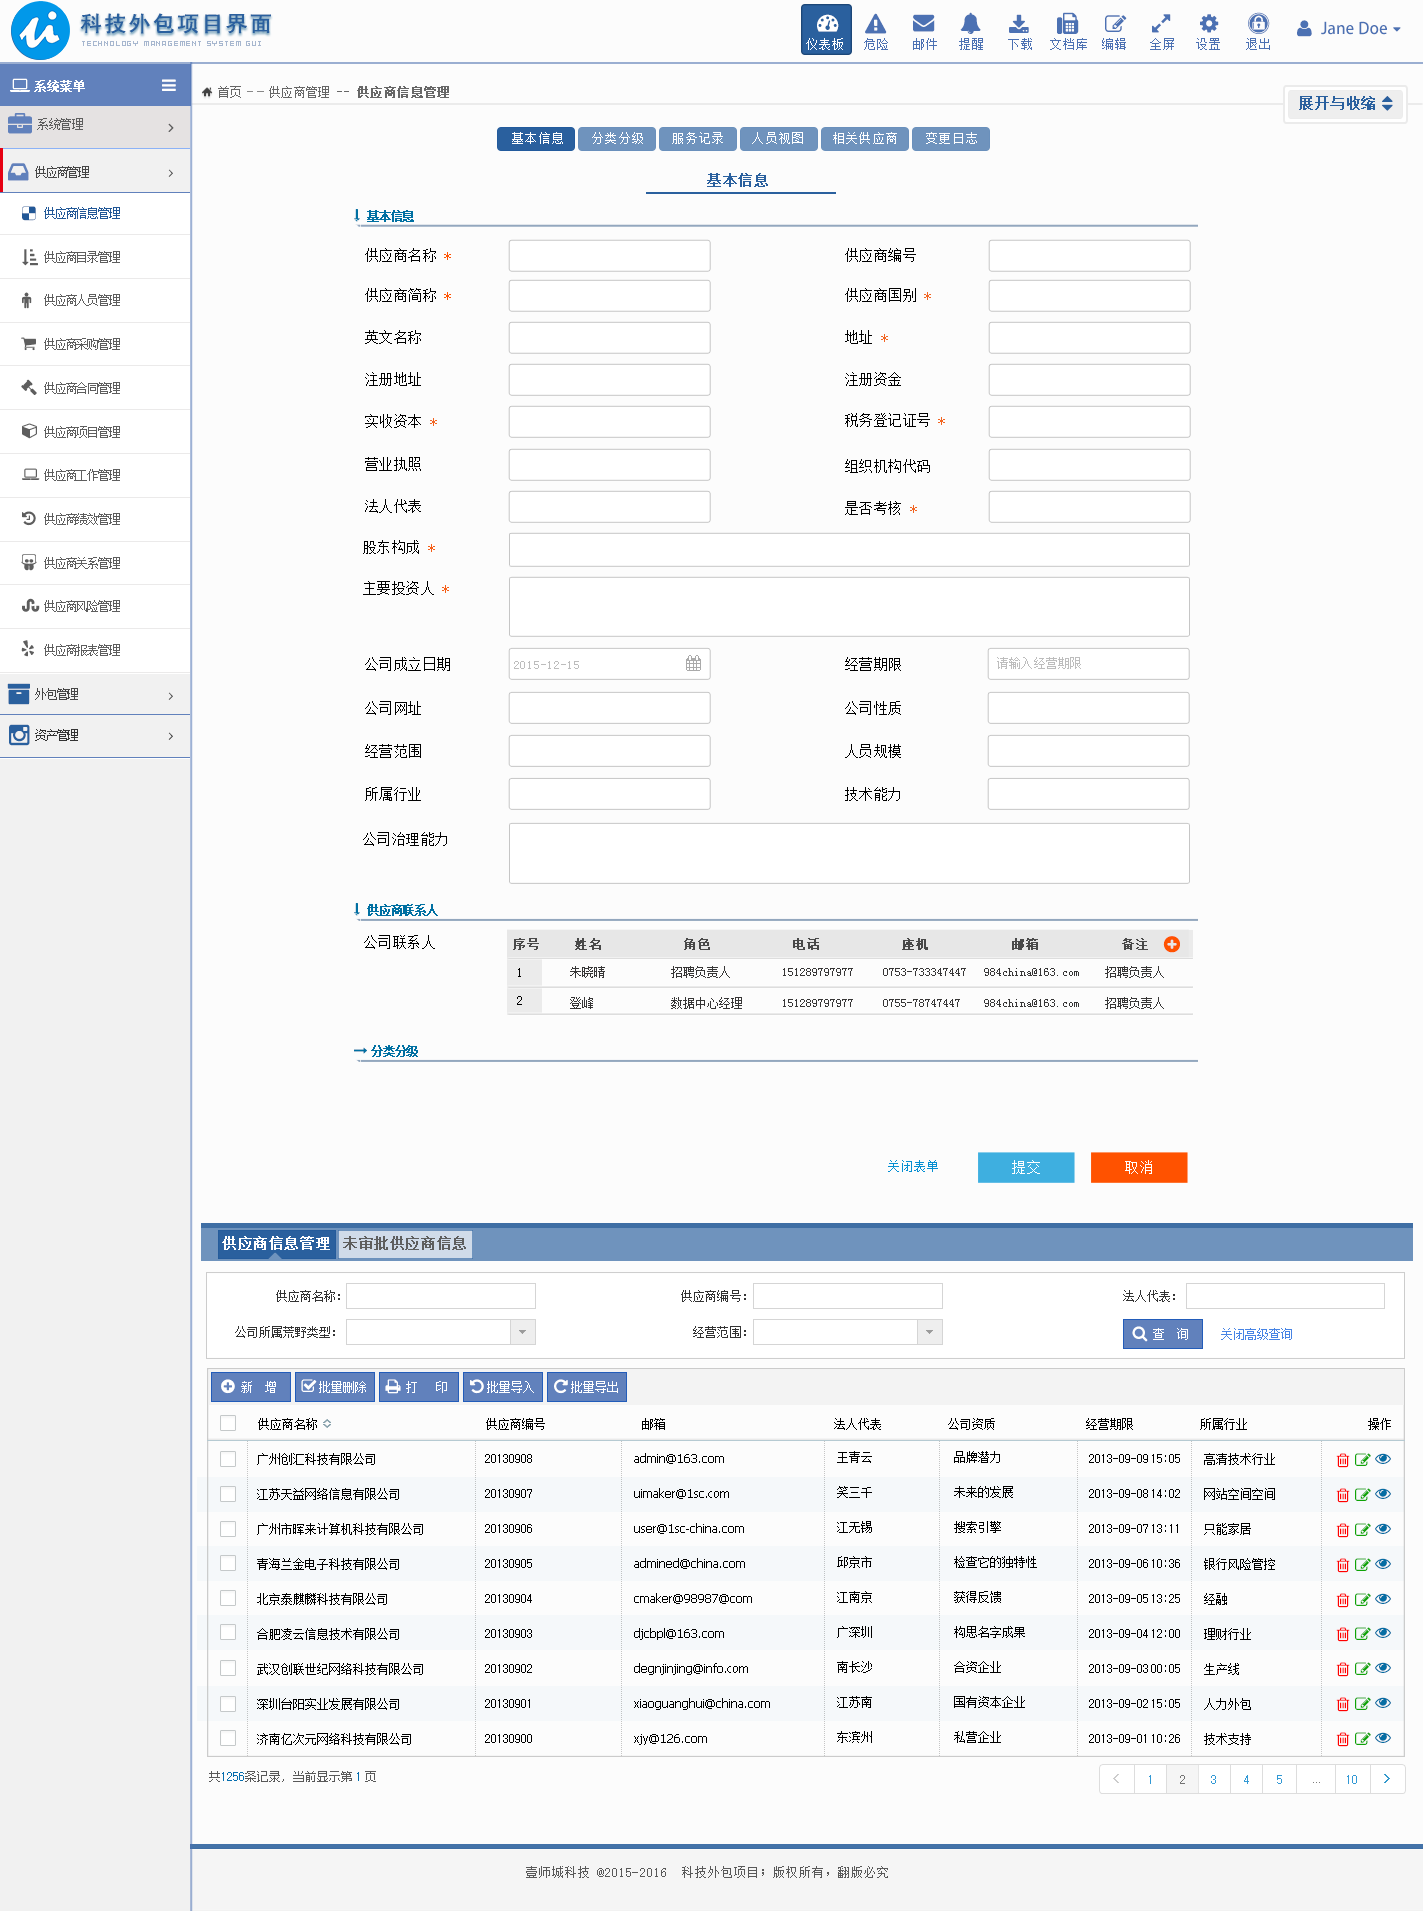 科技外包项目界面
TECHNOLOGY MANAGEMENT SYSTEM GUI
仪表板 危险 邮件 提醒 下载 文档库 编辑 全屏 设置 退出 Jane Doe
系统菜单
系统管理
供应商管理
供应商信息管理
供应商目录管理
供应商人员管理
供应商采购管理
供应商合同管理
供应商项目管理
供应商工作管理
供应商绩效管理
供应商关系管理
供应商风险管理
供应商报表管理
外包管理
资产管理
首页 -- 供应商管理 -- 供应商信息管理
展开与收缩
基本信息 分类分级 服务记录 人员视图 相关供应商 变更日志
基本信息
基本信息
供应商名称 * 供应商编号
供应商简称 * 供应商国别 *
英文名称 地址 *
注册地址 注册资金
实收资本 * 税务登记证号 *
营业执照 组织机构代码
法人代表 是否考核 *
股东构成 *
主要投资人 *
公司成立日期 2015-12-15 经营期限 请输入经营期限
公司网址 公司性质
经营范围 人员规模
所属行业 技术能力
公司治理能力
供应商联系人
公司联系人
序号 姓名 角色 电话 座机 邮箱 备注
1 朱晓晴 招聘负责人 151289797977 0753-733347447 984china@163.com 招聘负责人
2 登峰 数据中心经理 151289797977 0755-78747447 984china@163.com 招聘负责人
分类分级
关闭表单 提交 取消
供应商信息管理 未审批供应商信息
供应商名称: 供应商编号: 法人代表:
公司所属荒野类型: 经营范围: 查 询 关闭高级查询
新 增 批量删除 打 印 批量导入 批量导出
供应商名称 供应商编号 邮箱 法人代表 公司资质 经营期限 所属行业 操作
广州创汇科技有限公司 20130908 admin@163.com 王青云 品牌潜力 2013-09-09 15:05 高清技术行业
江苏天益网络信息有限公司 20130907 uimaker@1sc.com 笑三千 未来的发展 2013-09-08 14:02 网站空间空间
广州市晖来计算机科技有限公司 20130906 user@1sc-china.com 江无锡 搜索引擎 2013-09-07 13:11 只能家居
青海兰金电子科技有限公司 20130905 admined@china.com 邱京市 检查它的独特性 2013-09-06 10:36 银行风险管控
北京泰麒麟科技有限公司 20130904 cmaker@98987@com 江南京 获得反馈 2013-09-05 13:25 经融
合肥凌云信息技术有限公司 20130903 djcbpl@163.com 广深圳 构思名字成果 2013-09-04 12:00 理财行业
武汉创联世纪网络科技有限公司 20130902 degnjinjing@info.com 南长沙 合资企业 2013-09-03 00:05 生产线
深圳台阳实业发展有限公司 20130901 xiaoguanghui@china.com 江苏南 国有资本企业 2013-09-02 15:05 人力外包
济南亿次元网络科技有限公司 20130900 xjy@126.com 东滨州 私营企业 2013-09-01 10:26 技术支持
共1256条记录, 当前显示第 1 页
< 1 2 3 4 5 ... 10 >
壹师城科技 @2015-2016 科技外包项目; 版权所有, 翻版必究